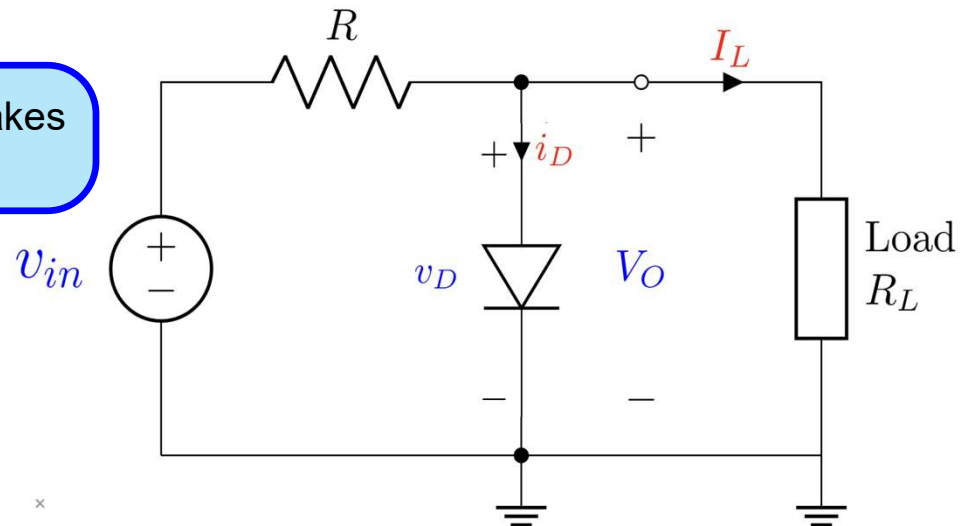 R
I_L
akes
+ i_D +
+
−
v_in
v_D
V_O
Load
R_L
− −
×